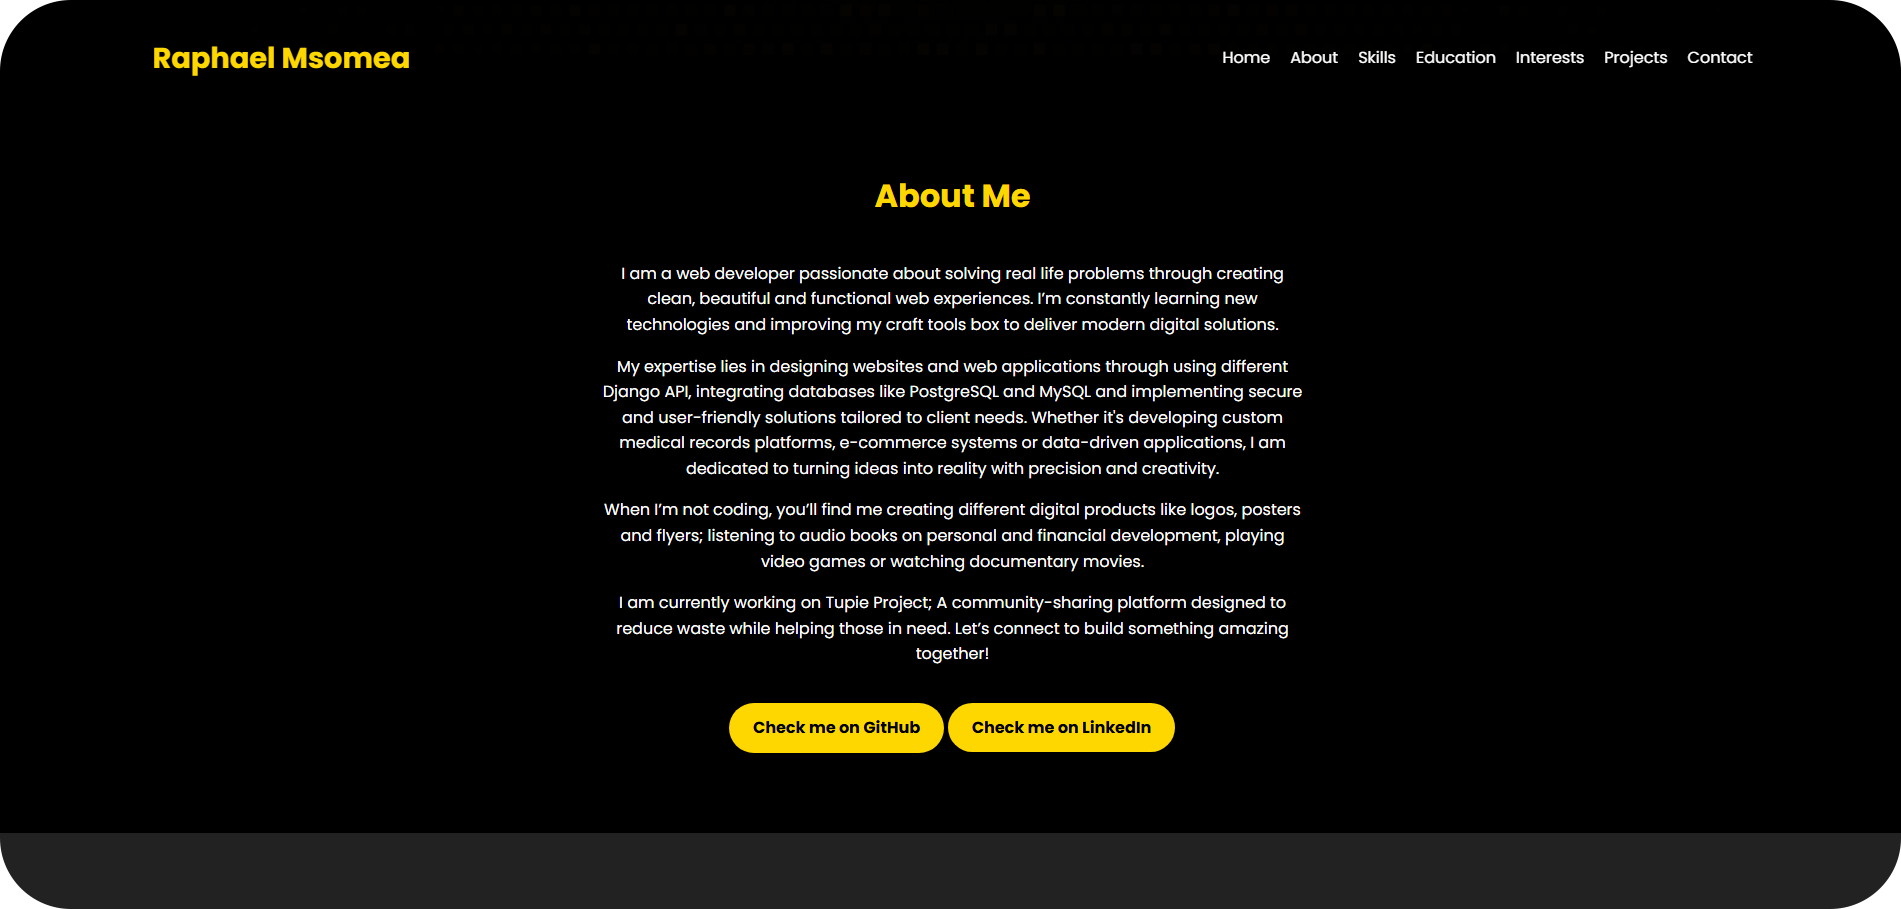 Raphael Msomea
Home About Skills Education Interests Projects Contact
About Me
I am a web developer passionate about solving real life problems through creating
clean, beautiful and functional web experiences. I’m constantly learning new
technologies and improving my craft tools box to deliver modern digital solutions.
My expertise lies in designing websites and web applications through using different
Django API, integrating databases like PostgreSQL and MySQL and implementing secure
and user-friendly solutions tailored to client needs. Whether it's developing custom
medical records platforms, e-commerce systems or data-driven applications, I am
dedicated to turning ideas into reality with precision and creativity.
When I’m not coding, you’ll find me creating different digital products like logos, posters
and flyers; listening to audio books on personal and financial development, playing
video games or watching documentary movies.
I am currently working on Tupie Project; A community-sharing platform designed to
reduce waste while helping those in need. Let’s connect to build something amazing
together!
Check me on GitHub Check me on LinkedIn